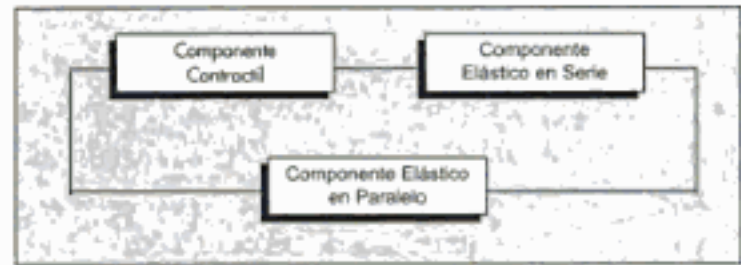 Componente
Contractil
Componente
Elástico en Serie
Componente Elástico
en Paralelo